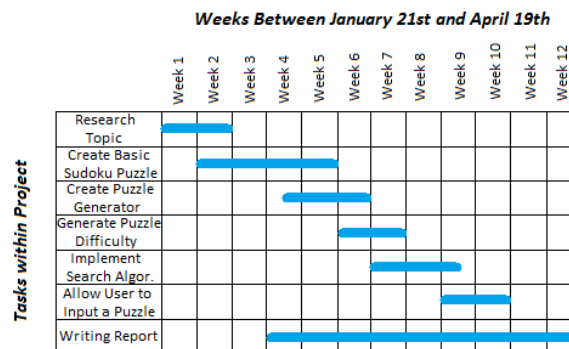 Weeks Between January 21st and April 19th
Week 1
Week 2
Week 3
Week 4
Week 5
Week 6
Week 7
Week 8
Week 9
Week 10
Week 11
Week 12
Tasks within Project
Research
Topic
Create Basic
Sudoku Puzzle
Create Puzzle
Generator
Generate Puzzle
Difficulty
Implement
Search Algor.
Allow User to
Input a Puzzle
Writing Report